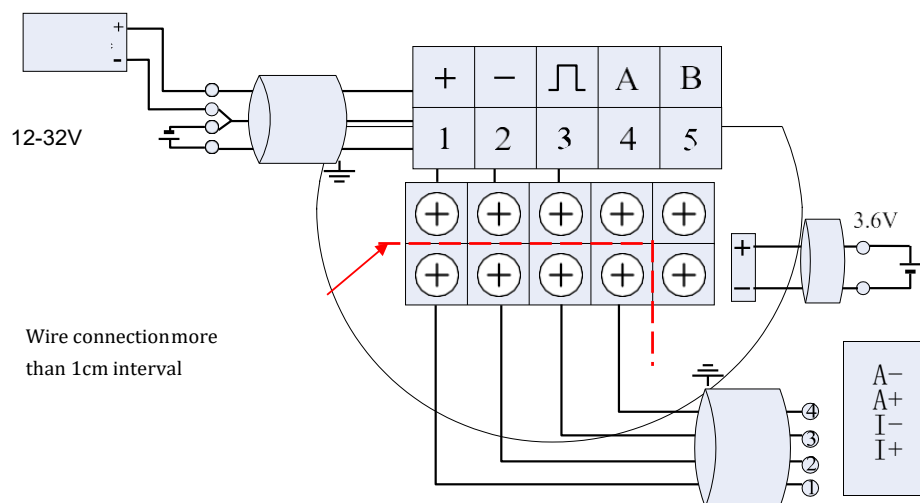 +
-
12-32V
+ − A B
1 2 3 4 5
3.6V
+
−
Wire connectionmore
than 1cm interval
A−
A+
I−
I+
4
3
2
1